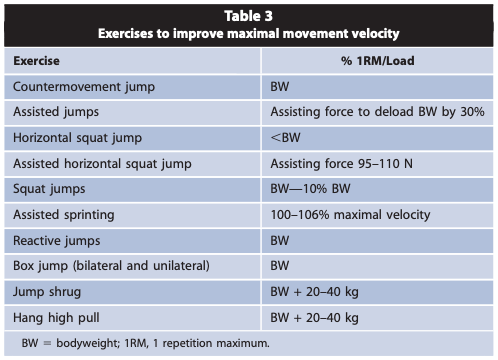 Table 3
Exercises to improve maximal movement velocity
Exercise % 1RM/Load
Countermovement jump BW
Assisted jumps Assisting force to deload BW by 30%
Horizontal squat jump <BW
Assisted horizontal squat jump Assisting force 95–110 N
Squat jumps BW—10% BW
Assisted sprinting 100–106% maximal velocity
Reactive jumps BW
Box jump (bilateral and unilateral) BW
Jump shrug BW + 20–40 kg
Hang high pull BW + 20–40 kg
BW = bodyweight; 1RM, 1 repetition maximum.